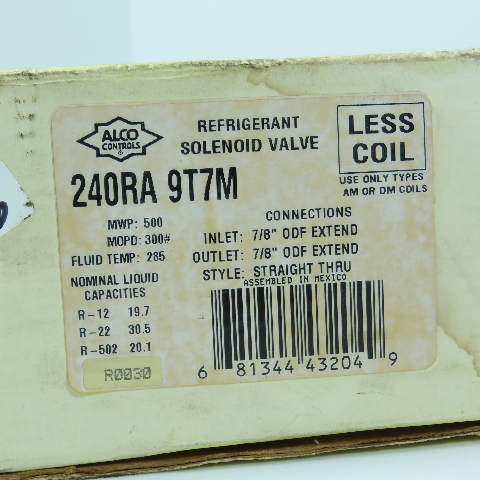 ALCO
CONTROLS
®
REFRIGERANT
SOLENOID VALVE
LESS
COIL
USE ONLY TYPES
AM OR DM COILS
240RA 9T7M
MWP: 500
MOPD: 300#
FLUID TEMP: 285
NOMINAL LIQUID
CAPACITIES
R-12 19.7
R-22 30.5
R-502 20.1
R0030
CONNECTIONS
INLET: 7/8" ODF EXTEND
OUTLET: 7/8" ODF EXTEND
STYLE: STRAIGHT THRU
ASSEMBLED IN MEXICO
6 81344 43204 9